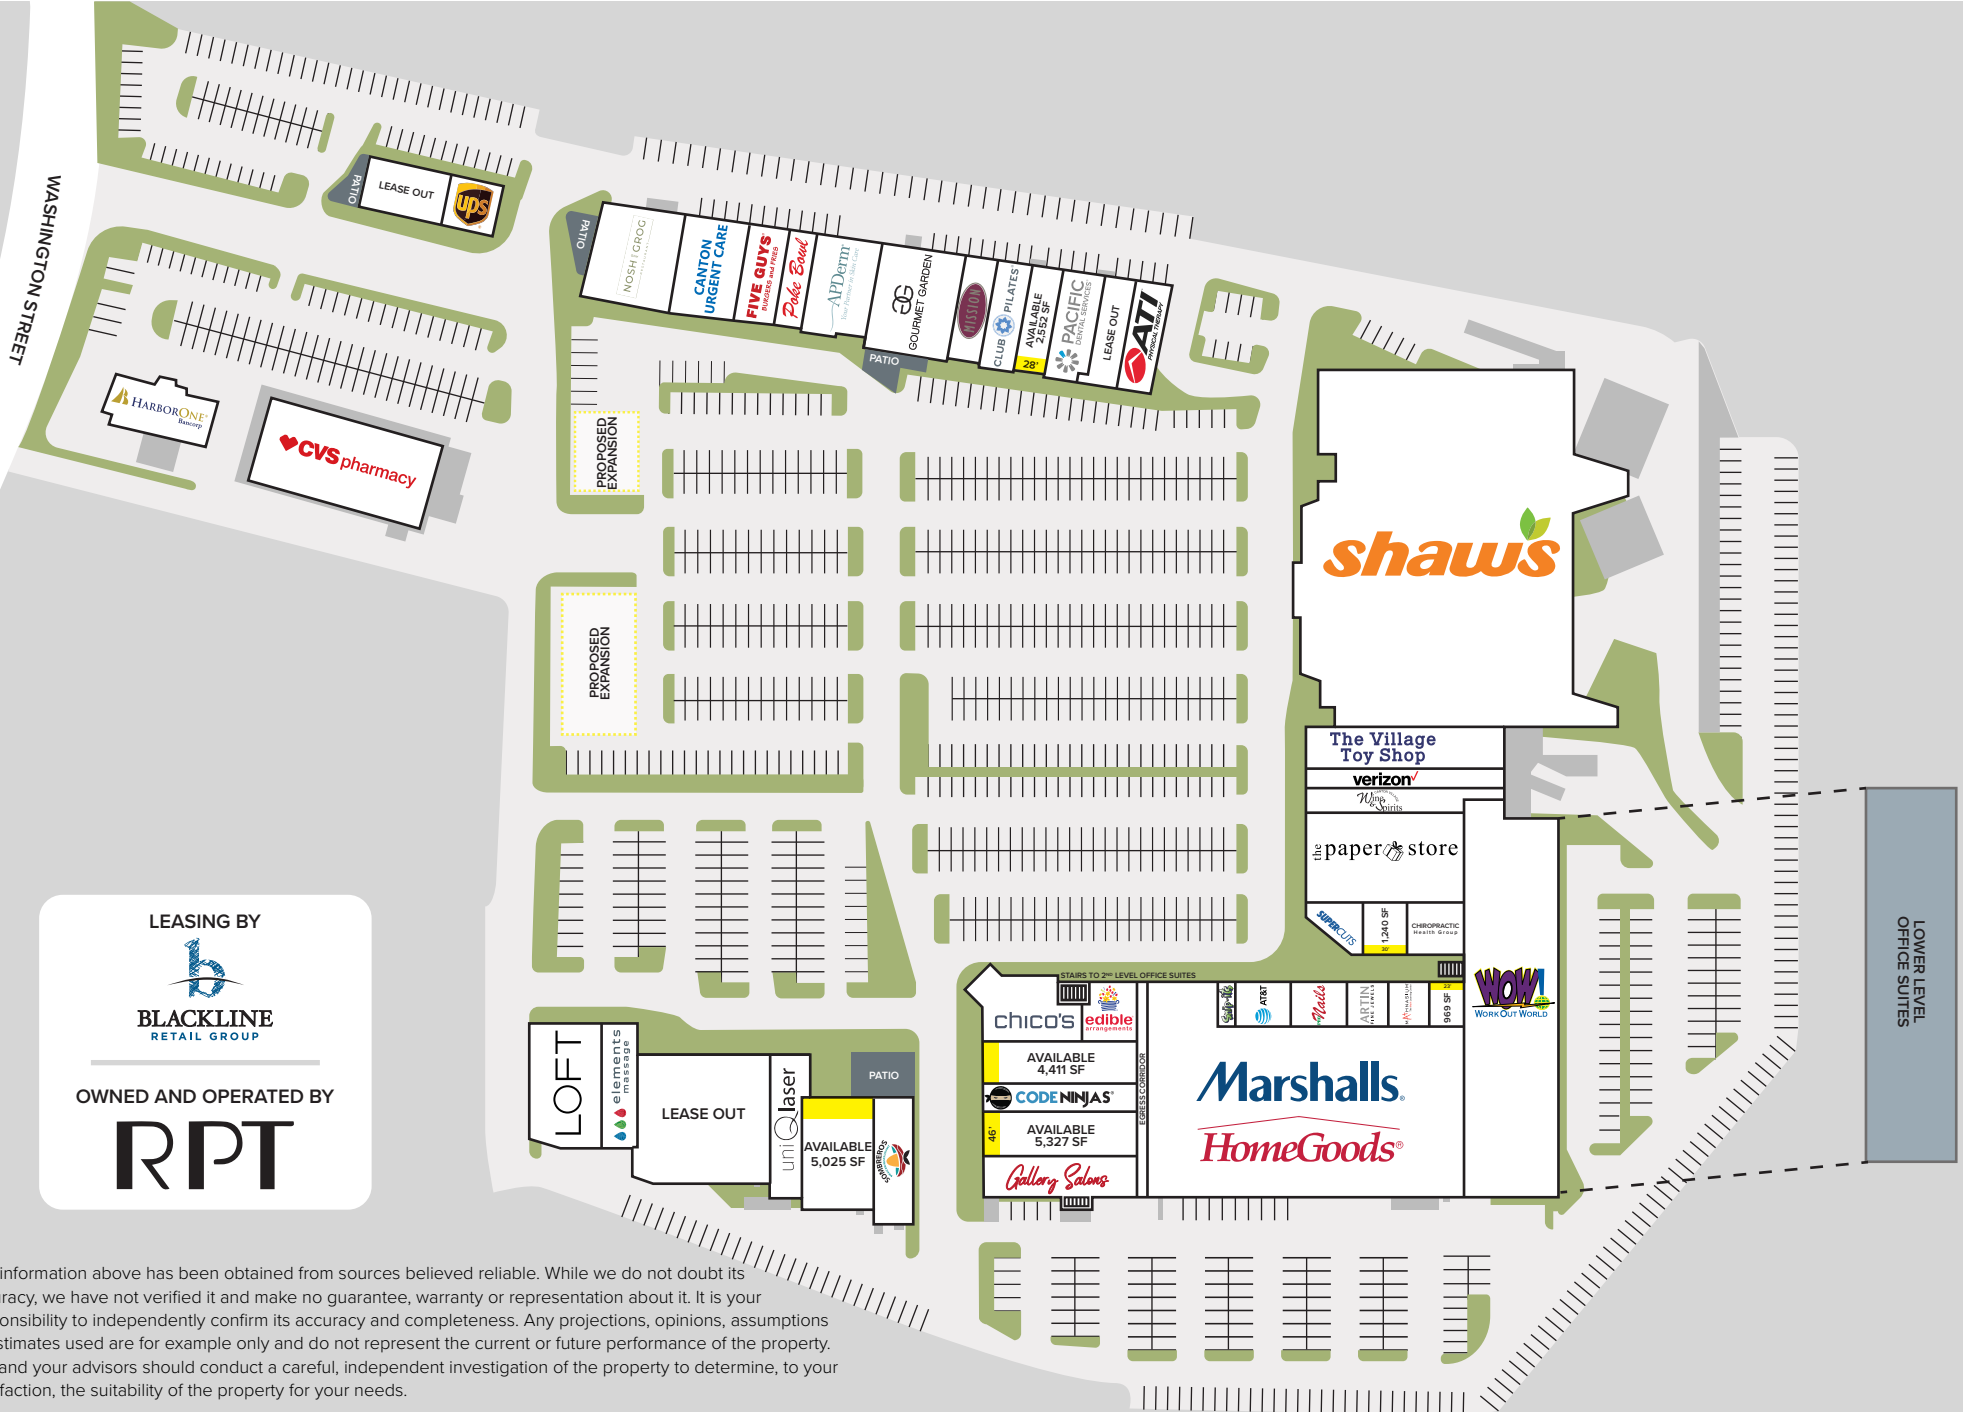 WASHINGTON STREET
PATIO
LEASE OUT
ups
PATIO
NOSH GROG
CANTON
URGENT CARE
FIVE GUYS
BURGERS and FRIES
Poke Bowl
APDerm
Your Partner in Skin Care
GG
GOURMET GARDEN
PATIO
MISSION
CLUB PILATES
AVAILABLE
2,552 SF
28'
PACIFIC
DENTAL SERVICES
LEASE OUT
ATI
PHYSICAL THERAPY
HARBORONE
Bancorp
CVS pharmacy
PROPOSED
EXPANSION
PROPOSED
EXPANSION
shaw's
The Village
Toy Shop
verizon
Wine
& Spirits
the paper store
SUPERCUTS
1,240 SF
30'
CHIROPRACTIC
Health Group
STAIRS TO 2ND LEVEL OFFICE SUITES
chico's
edible
arrangements
AT&T
Nails
ARTIN
969 SF
23'
WOW!
WORK OUT WORLD
LOWER LEVEL
OFFICE SUITES
AVAILABLE
4,411 SF
CODE NINJAS
46'
AVAILABLE
5,327 SF
Gallery Salons
EGRESS CORRIDOR
Marshalls.
HomeGoods®
LOFT
elements
massage
LEASE OUT
uniQlaser
PATIO
AVAILABLE
5,025 SF
SOMBREROS
LEASING BY
b
BLACKLINE
RETAIL GROUP
OWNED AND OPERATED BY
RPT
information above has been obtained from sources believed reliable. While we do not doubt its
racy, we have not verified it and make no guarantee, warranty or representation about it. It is your
onsibility to independently confirm its accuracy and completeness. Any projections, opinions, assumptions
stimates used are for example only and do not represent the current or future performance of the property.
and your advisors should conduct a careful, independent investigation of the property to determine, to your
faction, the suitability of the property for your needs.